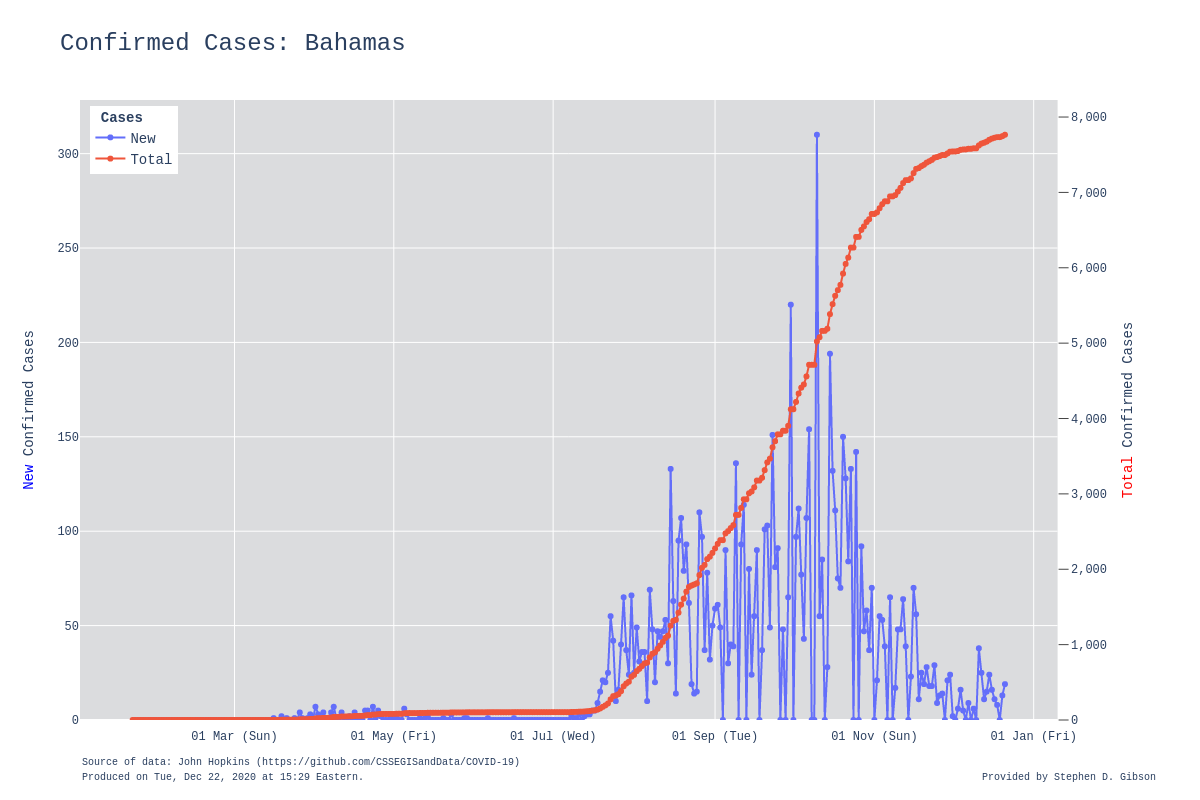 Confirmed Cases: Bahamas
Cases
New
Total
300
250
200
150
100
50
0
8,000
7,000
6,000
5,000
4,000
3,000
2,000
1,000
0
New Confirmed Cases
Total Confirmed Cases
01 Mar (Sun) 01 May (Fri) 01 Jul (Wed) 01 Sep (Tue) 01 Nov (Sun) 01 Jan (Fri)
Source of data: John Hopkins (https://github.com/CSSEGISandData/COVID-19)
Produced on Tue, Dec 22, 2020 at 15:29 Eastern.
Provided by Stephen D. Gibson